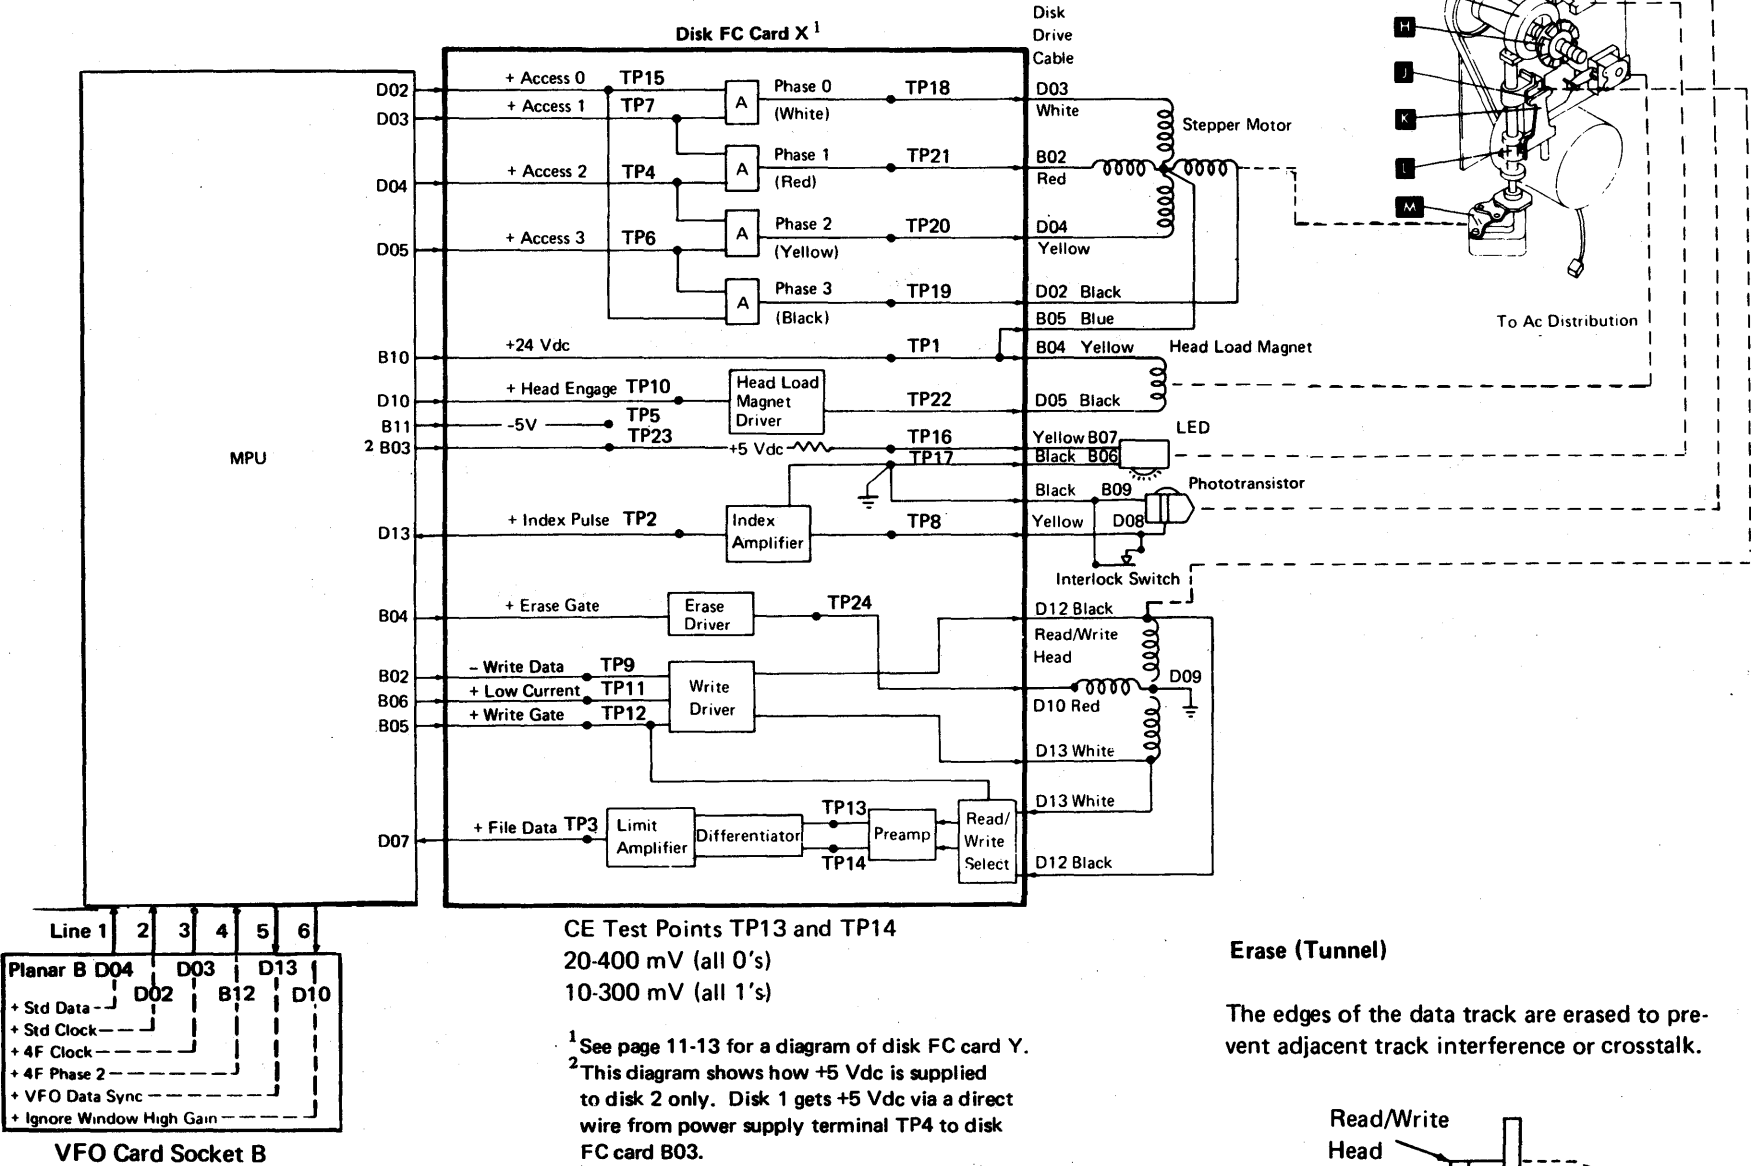 Disk FC Card X 1
Disk
Drive
Cable
H
J
K
L
M
To Ac Distribution
MPU
D02
+ Access 0 TP15
D03
+ Access 1 TP7
D04
+ Access 2 TP4
D05
+ Access 3 TP6
A
Phase 0
(White)
TP18
D03
White
A
Phase 1
(Red)
TP21
B02
Red
A
Phase 2
(Yellow)
TP20
D04
Yellow
A
Phase 3
(Black)
TP19
D02 Black
B05 Blue
Stepper Motor
B10
+24 Vdc
TP1
B04 Yellow
Head Load Magnet
D10
+ Head Engage TP10
Head Load
Magnet
Driver
TP22
D05 Black
B11
-5V
TP5
2 B03
TP23
+5 Vdc
TP16
Yellow B07
LED
TP17
Black B06
Black B09
Phototransistor
D13
+ Index Pulse TP2
Index
Amplifier
TP8
Yellow D08
Interlock Switch
B04
+ Erase Gate
Erase
Driver
TP24
D12 Black
Read/Write
Head
B02
- Write Data TP9
B06
+ Low Current TP11
B05
+ Write Gate TP12
Write
Driver
D09
D10 Red
D13 White
D07
+ File Data TP3
Limit
Amplifier
Differentiator
TP13
TP14
Preamp
Read/
Write
Select
D13 White
D12 Black
Line 1 2 3 4 5 6
Planar B D04 D03 D13
D02 B12 D10
+ Std Data
+ Std Clock
+ 4F Clock
+ 4F Phase 2
+ VFO Data Sync
+ Ignore Window High Gain
VFO Card Socket B
CE Test Points TP13 and TP14
20-400 mV (all 0's)
10-300 mV (all 1's)
1 See page 11-13 for a diagram of disk FC card Y.
2 This diagram shows how +5 Vdc is supplied
to disk 2 only. Disk 1 gets +5 Vdc via a direct
wire from power supply terminal TP4 to disk
FC card B03.
Erase (Tunnel)
The edges of the data track are erased to pre-
vent adjacent track interference or crosstalk.
Read/Write
Head